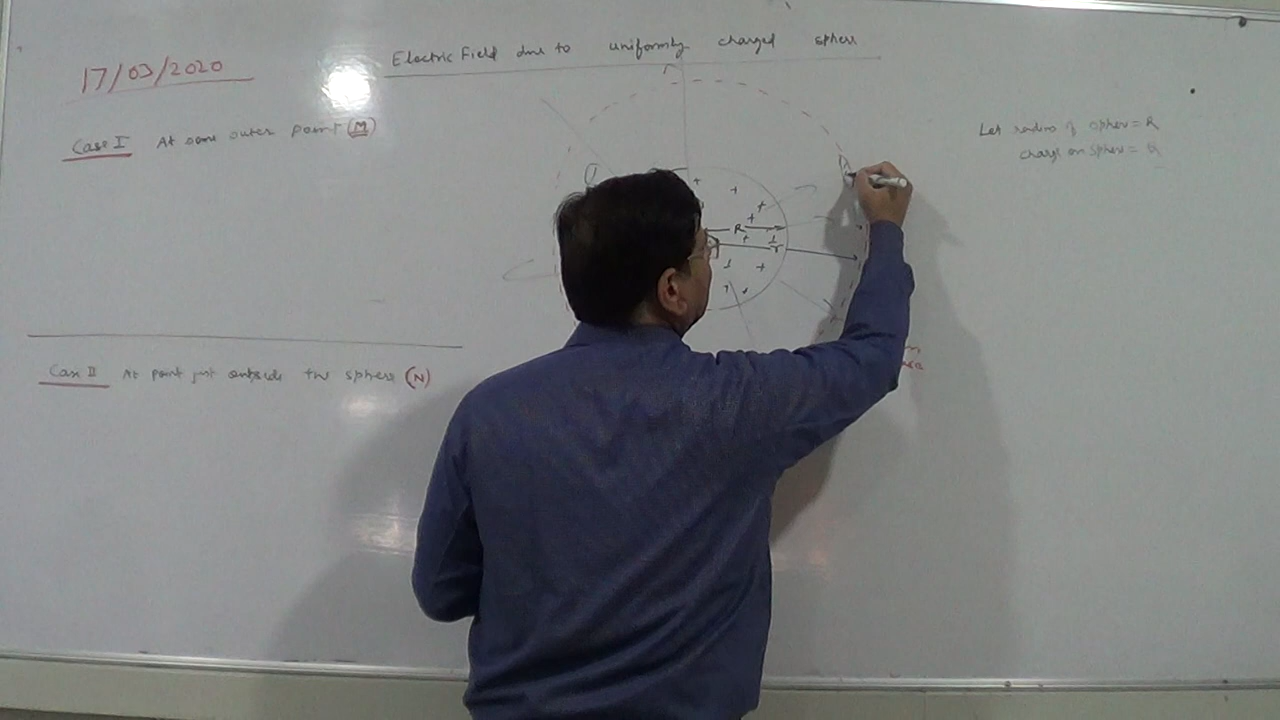 Electric Field due to uniformly charged sphere
17/03/2020
Case I At some outer point (M)
Let radius of sphere = R
charge on sphere = Q
R
r
Case II At point just outside the sphere (N)